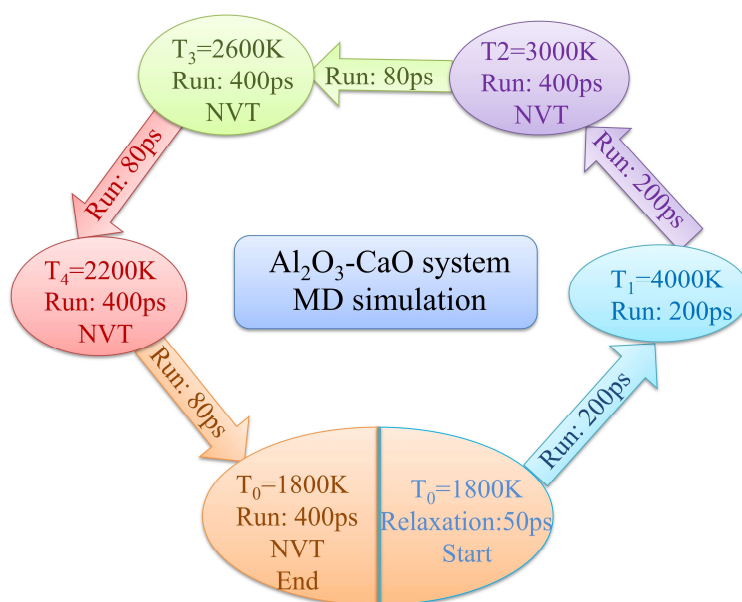 Al₂O₃-CaO system
MD simulation
T₀=1800K
Relaxation:50ps
Start
Run: 200ps
T₁=4000K
Run: 200ps
Run: 200ps
T2=3000K
Run: 400ps
NVT
Run: 80ps
T₃=2600K
Run: 400ps
NVT
Run: 80ps
T₄=2200K
Run: 400ps
NVT
Run: 80ps
T₀=1800K
Run: 400ps
NVT
End